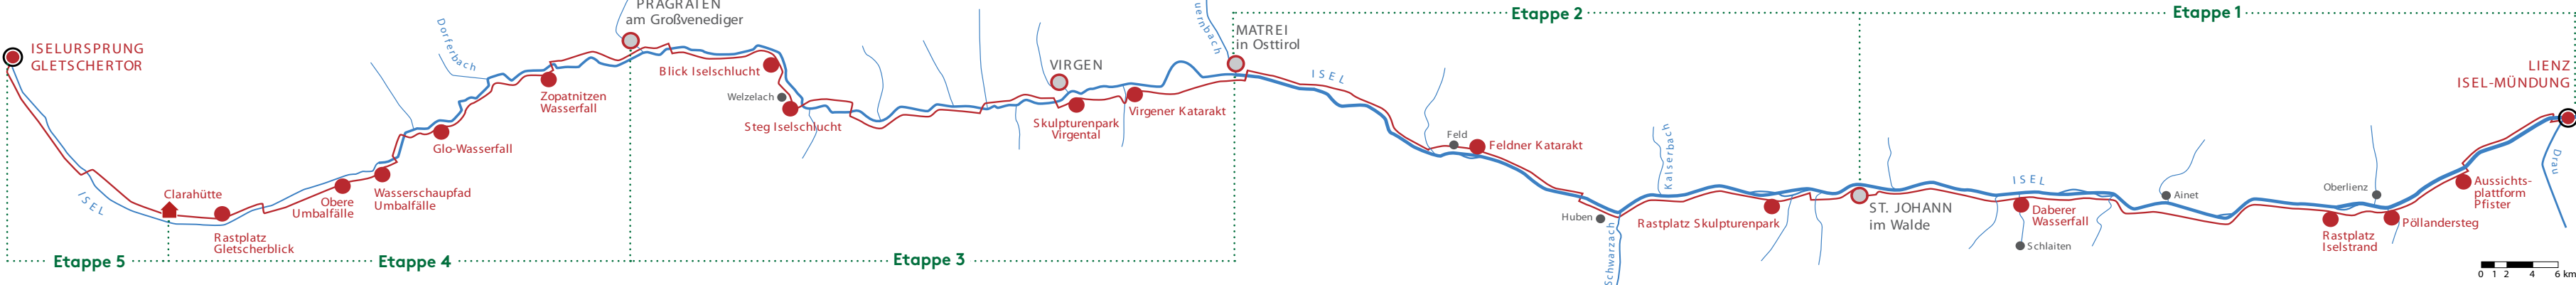 ISELURSPRUNG
GLETSCHERTOR
ISEL
Clarahütte
Rastplatz
Gletscherblick
Etappe 5
Obere
Umbalfälle
Wasserschaupfad
Umbalfälle
Glo-Wasserfall
Dorferbach
Zopatnitzen
Wasserfall
Etappe 4
PRÄGRATEN
am Großvenediger
Blick Iselschlucht
Welzelach
Steg Iselschlucht
VIRGEN
Skulpturenpark
Virgental
Virgener Katarakt
Etappe 3
uernbach
MATREI
in Osttirol
ISEL
Etappe 2
Feld
Feldner Katarakt
Huben
Schwarzach
Kalserbach
Rastplatz Skulpturenpark
ST. JOHANN
im Walde
ISEL
Daberer
Wasserfall
Schlaiten
Ainet
Etappe 1
Oberlienz
Rastplatz
Iselstrand
Pöllandersteg
Aussichts-
plattform
Pfister
LIENZ
ISEL-MÜNDUNG
Drau
0 1 2 4 6 km